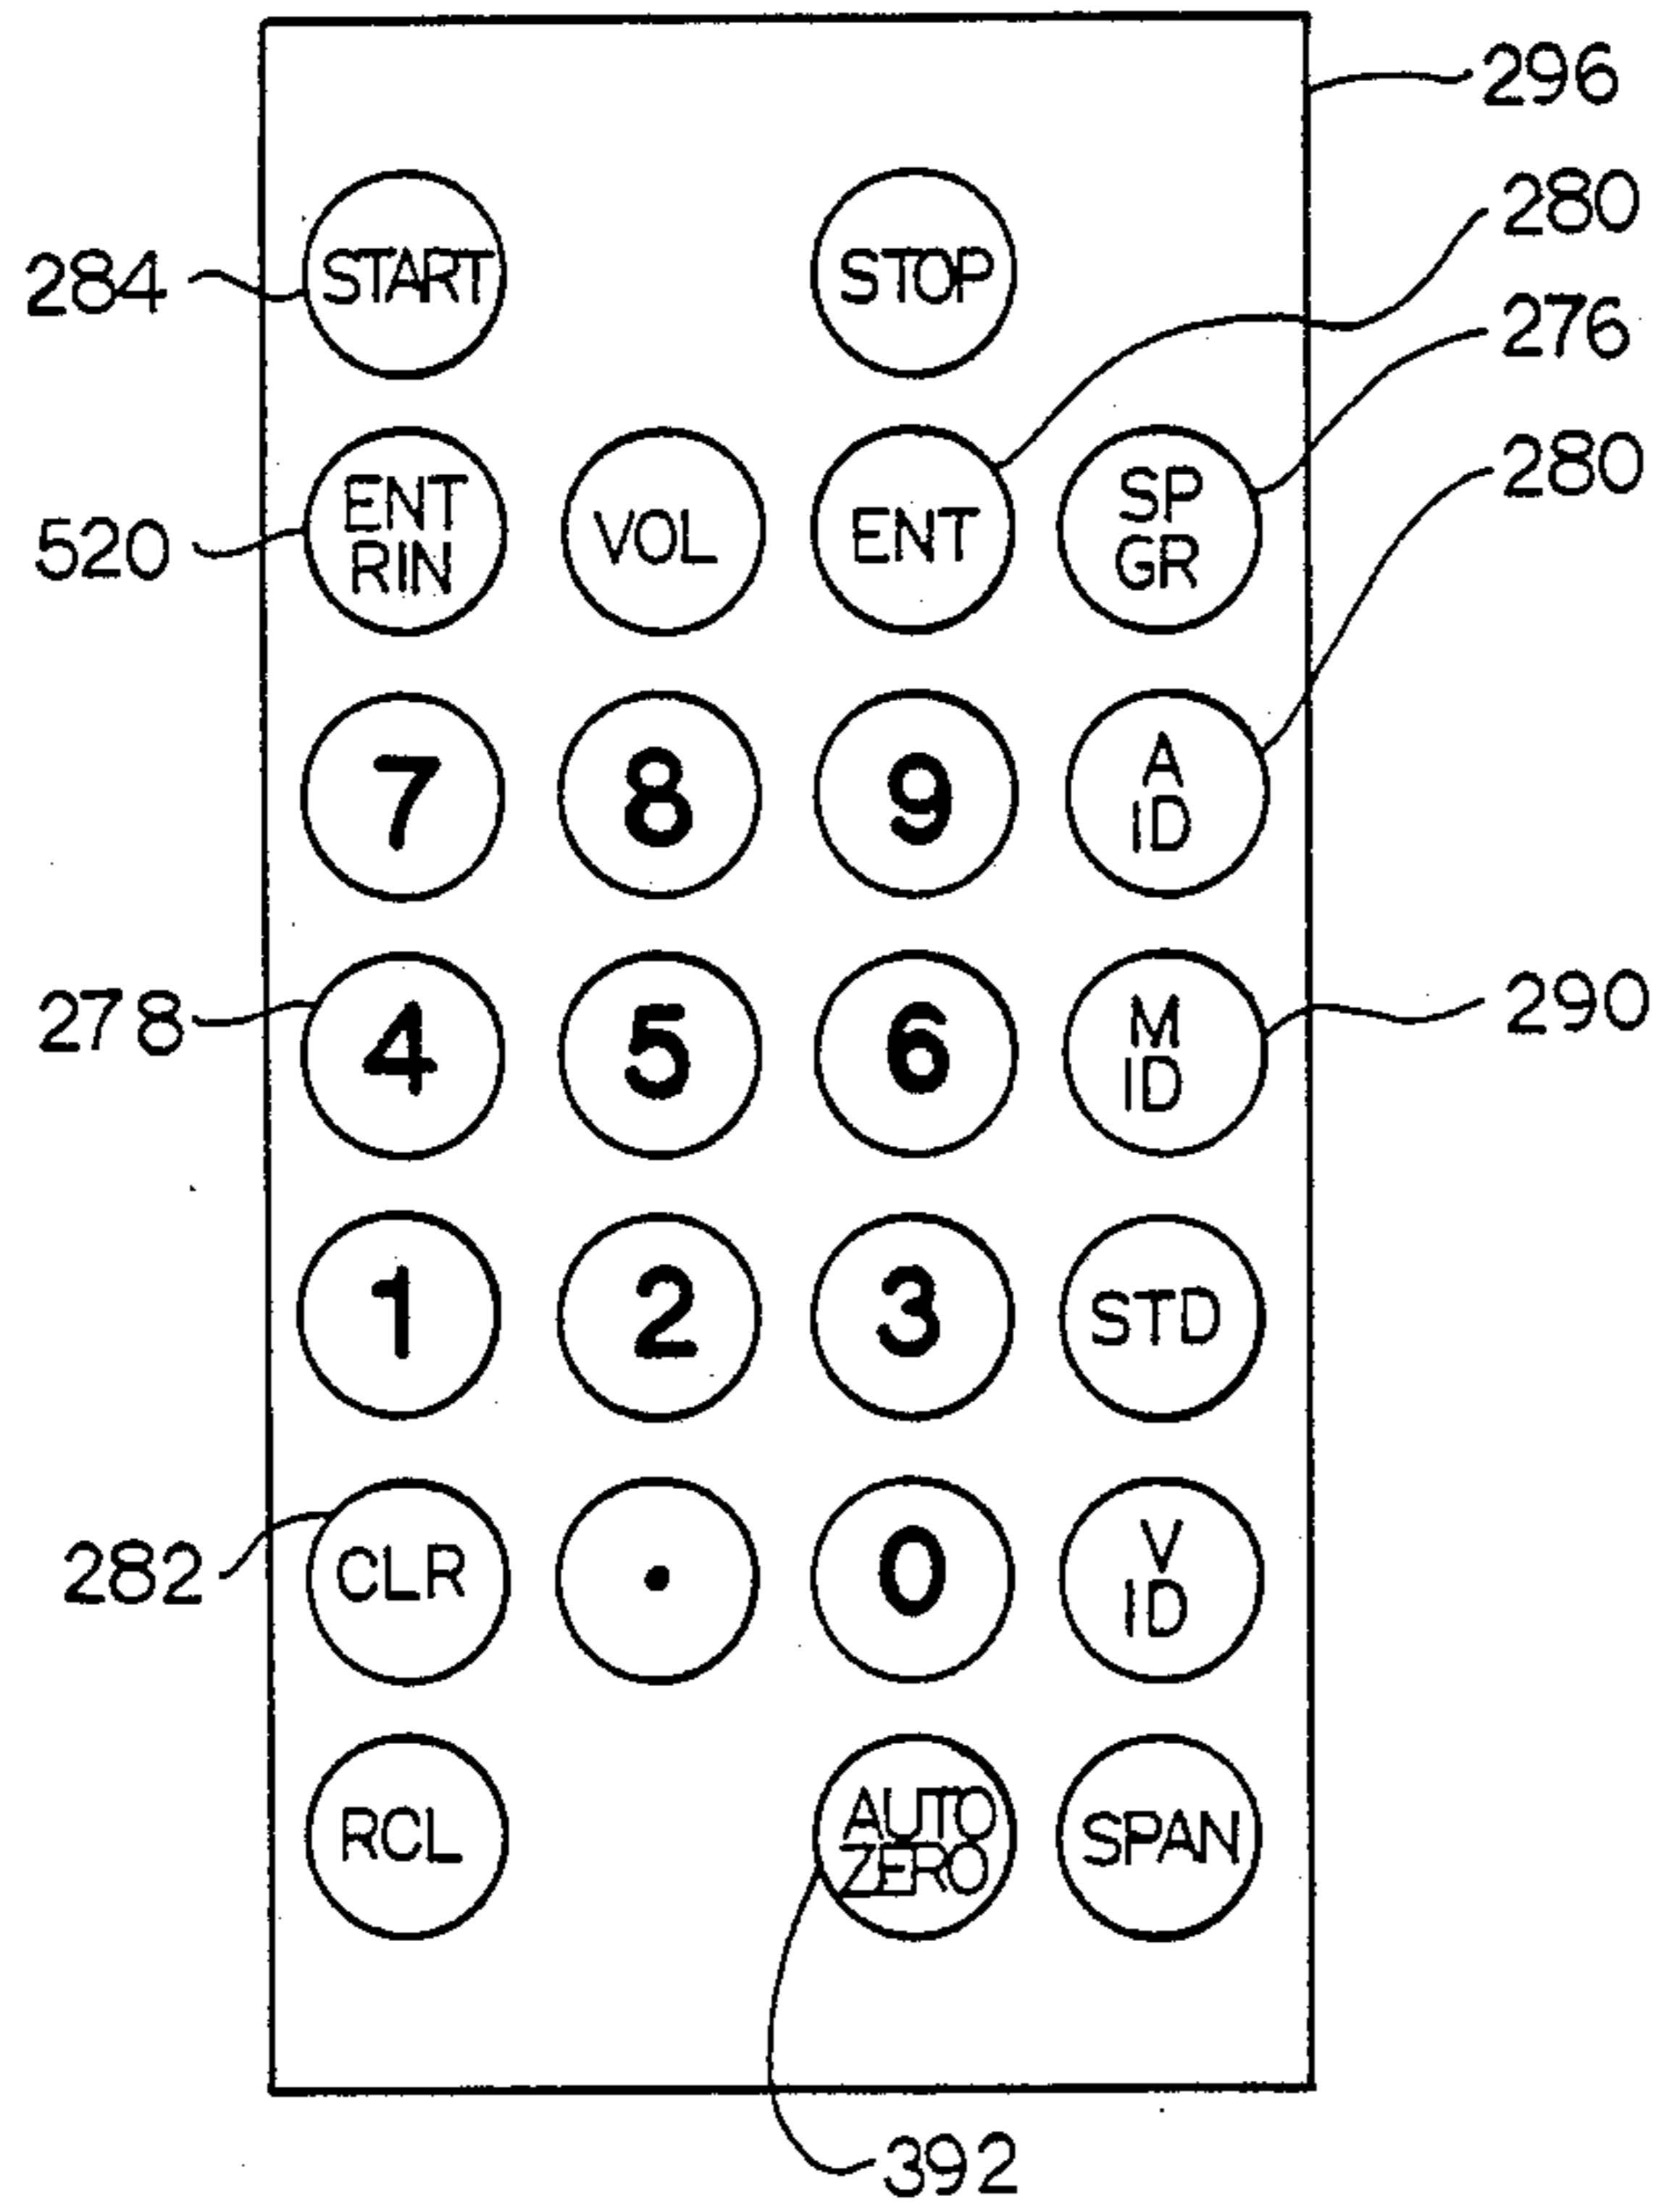 296
280
284 START STOP
276
280
ENT
RIN VOL ENT SP
GR
520
7 8 9 A
ID
278 4 5 6 M
ID 290
1 2 3 STD
282 CLR . 0 V
ID
RCL AUTO
ZERO SPAN
392